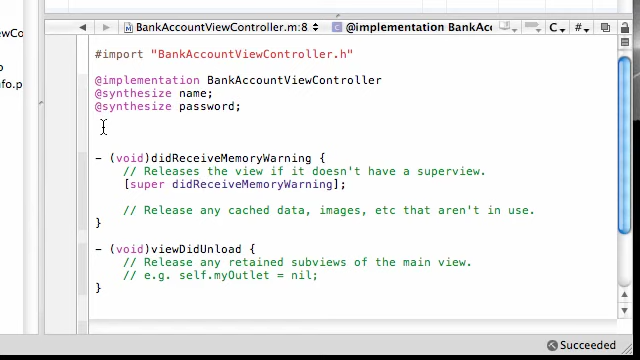 BankAccountViewController.m:8 @implementation BankAcc
#import "BankAccountViewController.h"
@implementation BankAccountViewController
@synthesize name;
@synthesize password;
- (void)didReceiveMemoryWarning {
// Releases the view if it doesn't have a superview.
[super didReceiveMemoryWarning];
// Release any cached data, images, etc that aren't in use.
}
- (void)viewDidUnload {
// Release any retained subviews of the main view.
// e.g. self.myOutlet = nil;
}
Succeeded